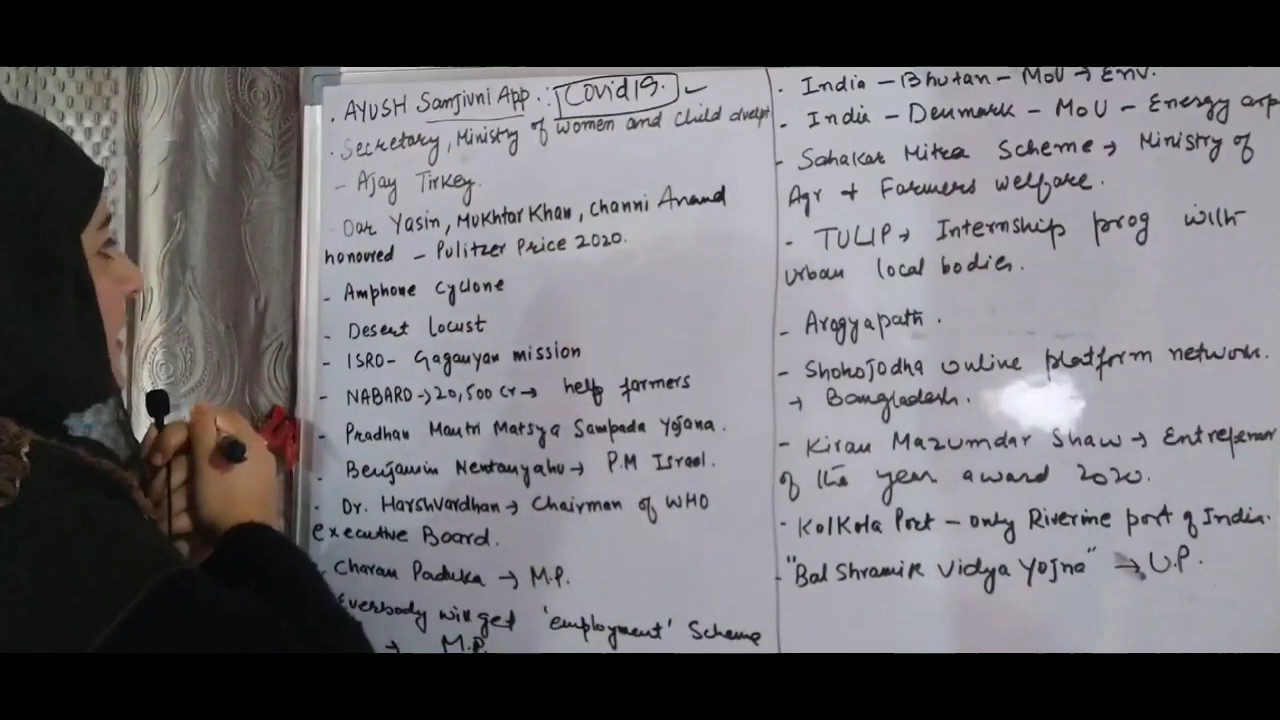 . AYUSH Sanjivni App. : Covid19.
. Secretary, Ministry of women and child dvelpt
- Ajay Tirkey.
Dar Yasin, Mukhtar Khan, Channi Anand
honoured - Pulitzer Price 2020.
- Amphone cyclone
- Desert locust
- ISRO- Gaganyan mission
- NABARD → 20,500 cr → help farmers
- Pradhan Mantri Matsya Sampada Yojana.
Benjamin Nentanyahu → P.M Israel.
. Dr. Harshvardhan → Chairman of WHO
executive Board.
. Charan Paduka → M.P.
Everbody will get 'employment' Scheme
→ M.P.
. India - Bhutan - MoU → Env.
- India - Denmark - MoU - Energy
- Sahakar Mitra Scheme → Ministry of
Agr & Farmers welfare.
- TULIP → Internship prog with
urban local bodies.
- Arogyapath.
- Shohojodha online platform network.
→ Bangladesh.
- Kiran Mazumdar Shaw →
of the year award 2020.
. Kolkola Port - only Riverine port of India.
- "Bal Shramik Vidya Yojna" → U.P.